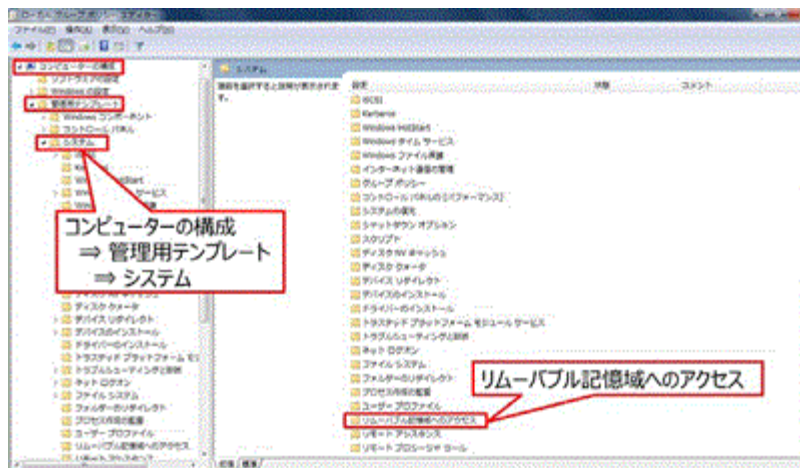 ローカル グループ ポリシー エディター
ファイル(F) 操作(A) 表示(V) ヘルプ(H)
コンピューターの構成
ソフトウェアの設定
Windows の設定
管理用テンプレート
Windows コンポーネント
コントロール パネル
システム
コンピューターの構成
⇒ 管理用テンプレート
⇒ システム
ディスク クォータ
デバイス リダイレクト
デバイスのインストール
ドライバーのインストール
トラステッド プラットフォーム モ
トラブルシューティングと診断
ネット ログオン
ファイル システム
フォルダーのリダイレクト
プロセス作成の監査
ユーザー プロファイル
リムーバブル記憶域へのアクセス
リモート アシスタンス
システム
項目を選択すると説明が表示されます。
設定 状態 コメント
iSCSI
Kerberos
Windows HotStart
Windows タイム サービス
Windows ファイル保護
インターネット通信の管理
グループ ポリシー
コントロール パネルの [パフォーマンス]
システムの復元
シャットダウン オプション
スクリプト
ディスク NV キャッシュ
ディスク クォータ
デバイス リダイレクト
デバイスのインストール
ドライバーのインストール
トラステッド プラットフォーム モジュール サービス
トラブルシューティングと診断
ネット ログオン
ファイル システム
フォルダーのリダイレクト
プロセス作成の監査
ユーザー プロファイル
リムーバブル記憶域へのアクセス
リモート アシスタンス
リモート プロシージャ コール
リムーバブル記憶域へのアクセス
拡張 標準